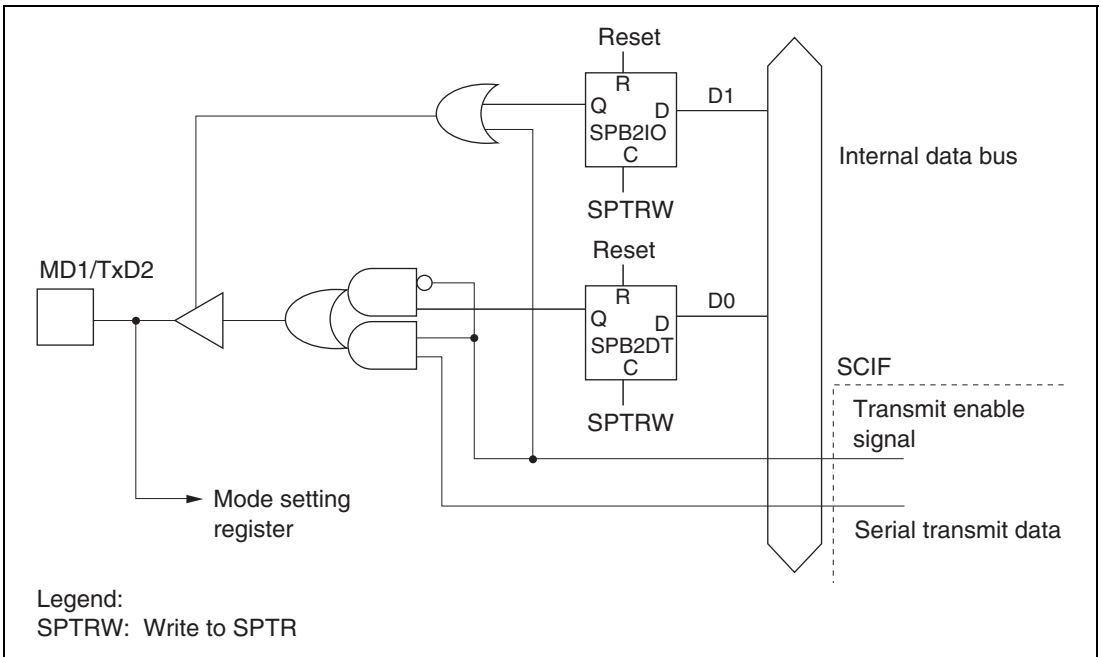 Reset
R
Q
D
D1
SPB2IO
C
Internal data bus
SPTRW
Reset
MD1/TxD2
R
D0
Q
D
SPB2DT
C
SCIF
SPTRW
Transmit enable
signal
Mode setting
register
Serial transmit data
Legend:
SPTRW: Write to SPTR